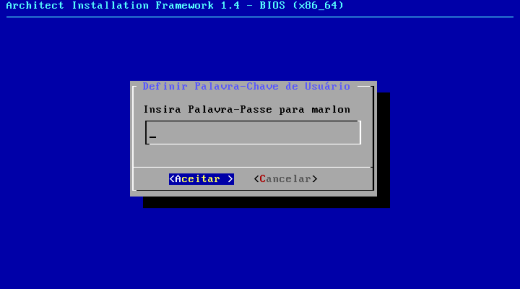 Architect Installation Framework 1.4 - BIOS (x86_64)
Definir Palavra-Chave de Usuário
Insira Palavra-Passe para marlon
<Aceitar > <Cancelar>